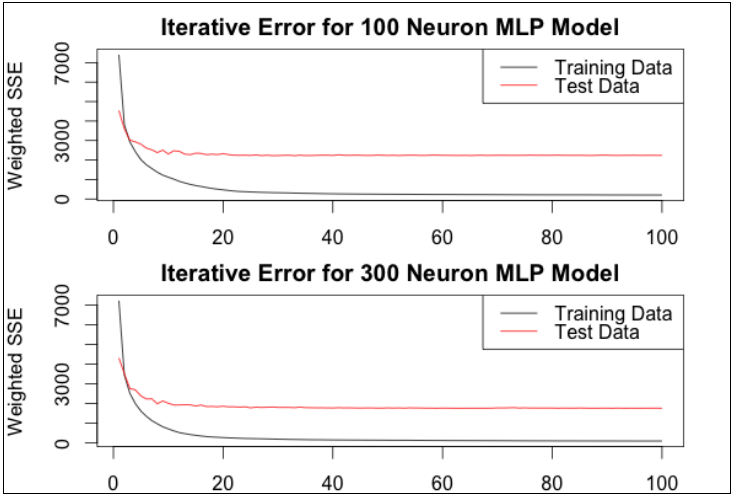 Iterative Error for 100 Neuron MLP Model
Weighted SSE
7000
3000
0
Training Data
Test Data
0 20 40 60 80 100
Iterative Error for 300 Neuron MLP Model
Weighted SSE
7000
3000
0
Training Data
Test Data
0 20 40 60 80 100